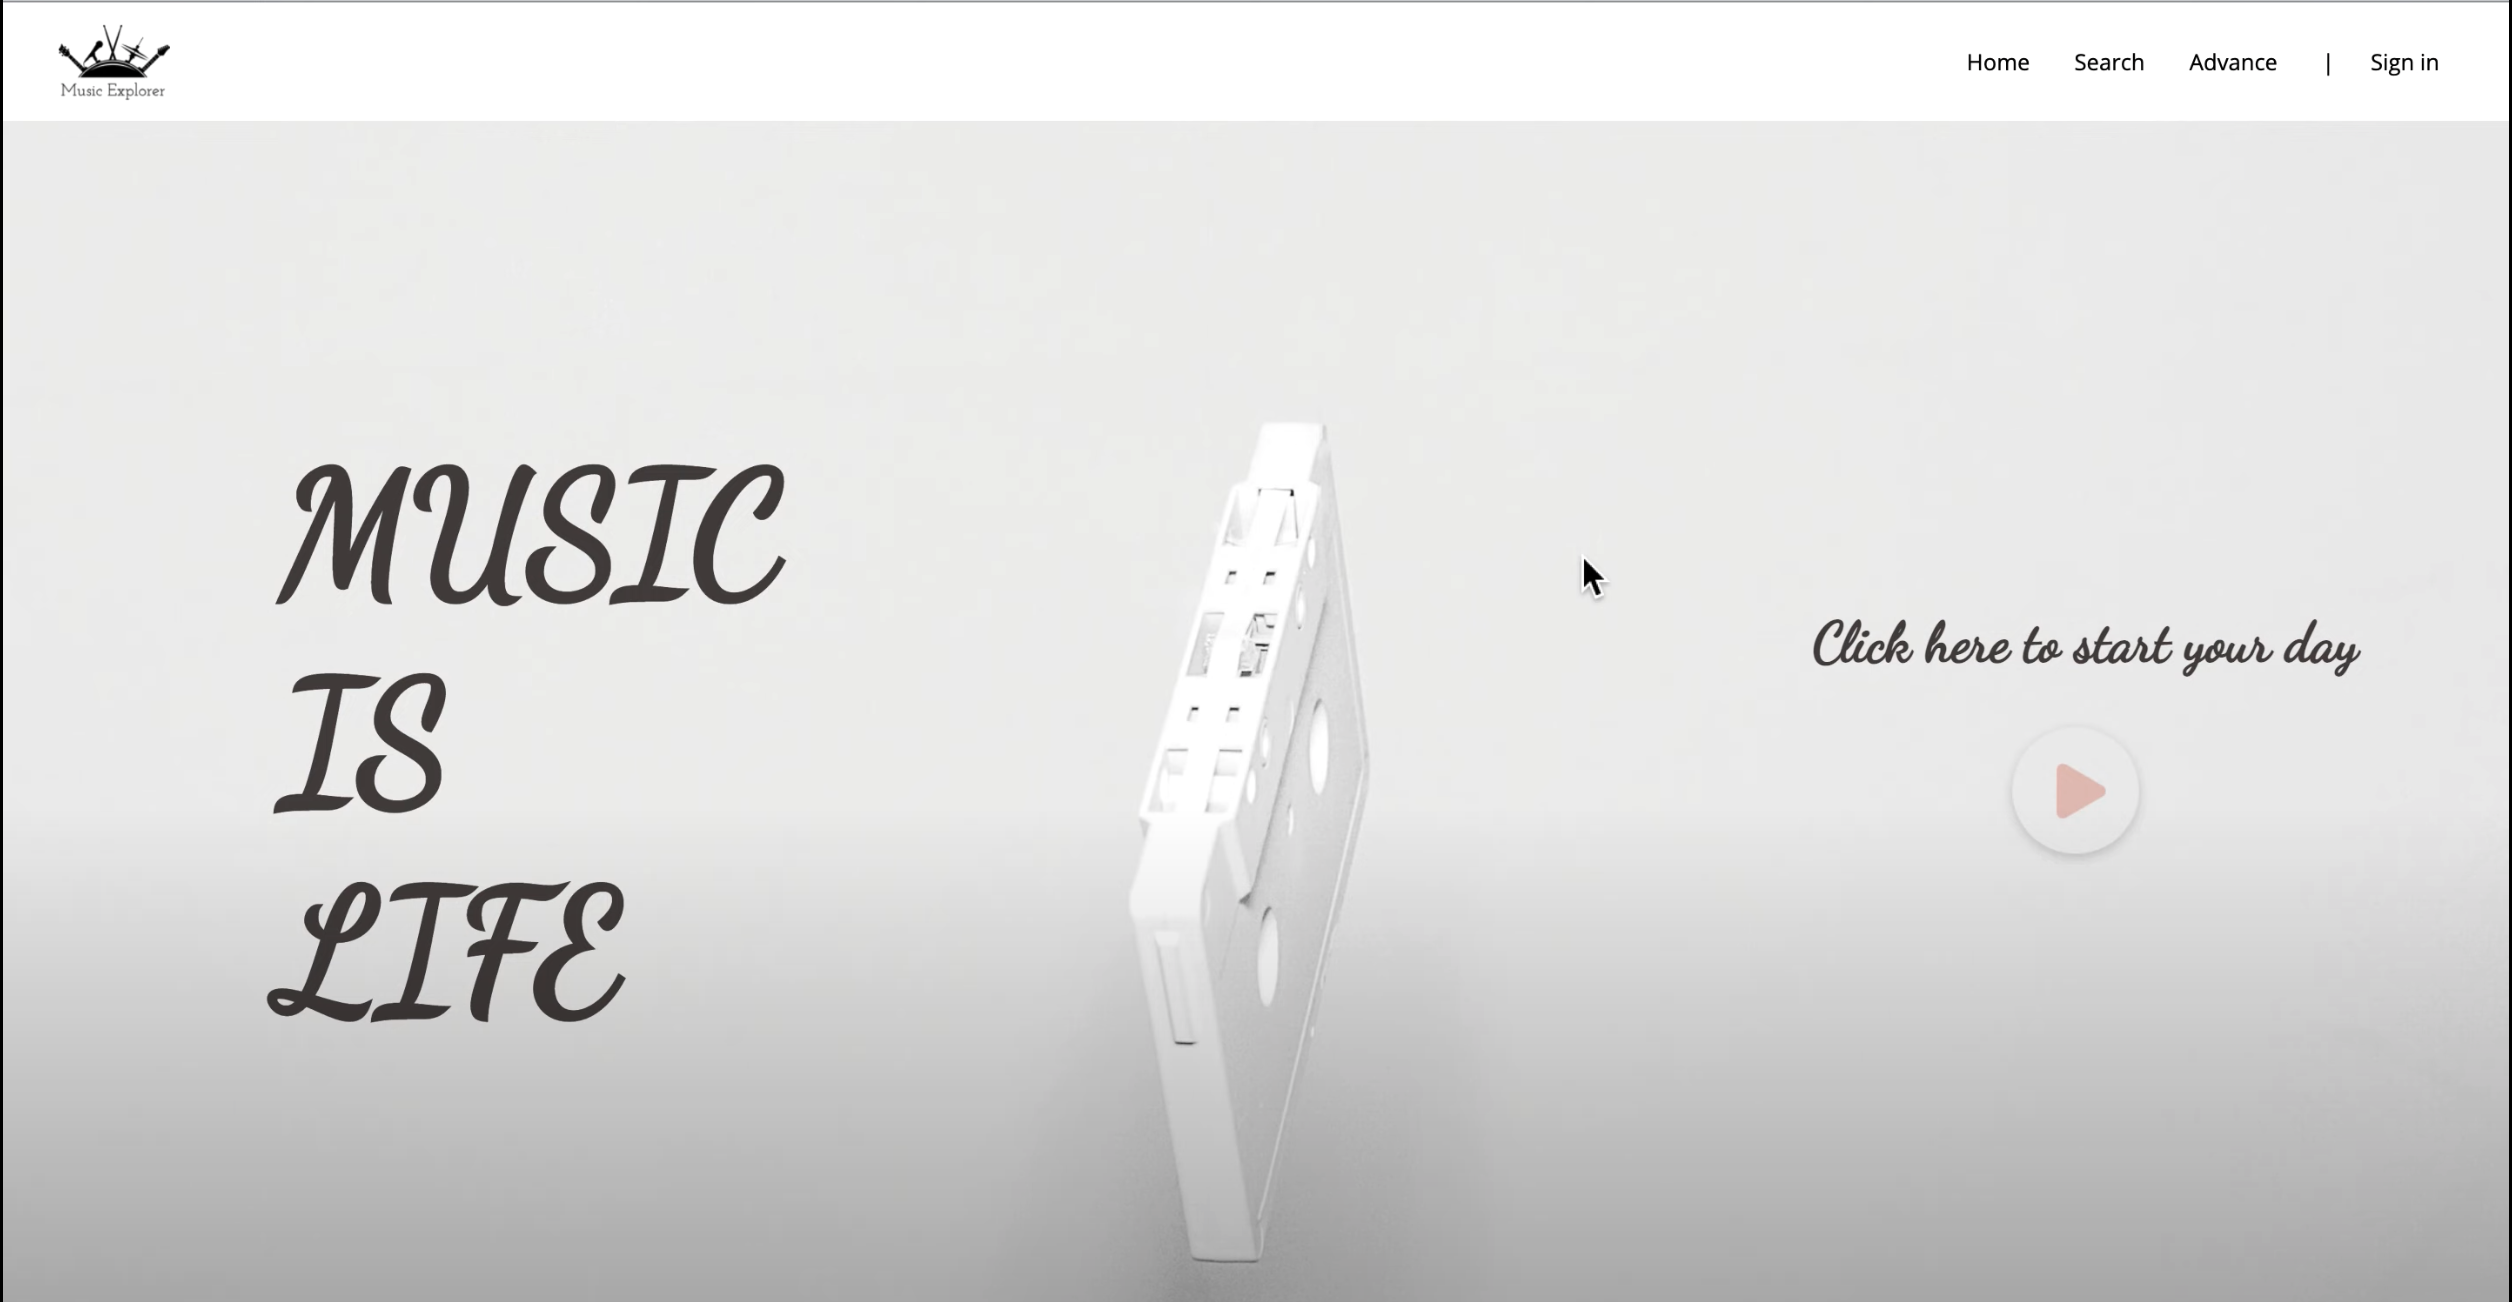 Music Explorer
Home Search Advance | Sign in
MUSIC
IS
LIFE
Click here to start your day